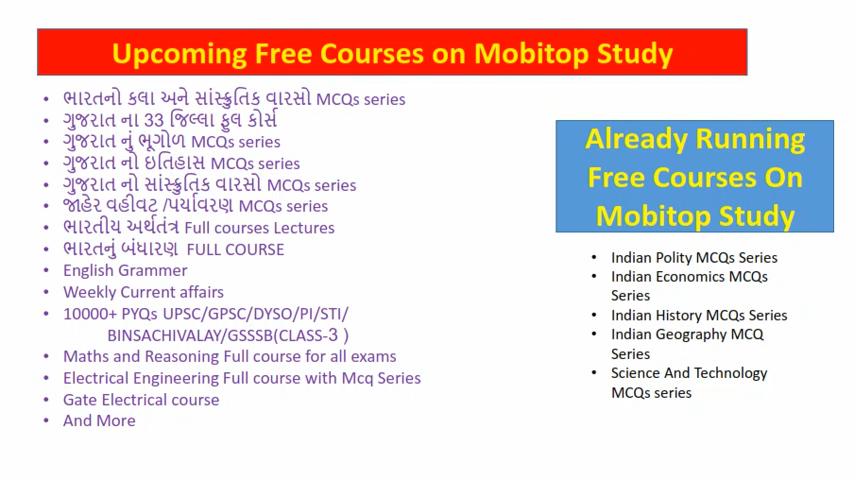 Upcoming Free Courses on Mobitop Study
• ભારતનો કલા અને સાંસ્ક્રુતિક વારસો MCQs series
• ગુજરાત ના 33 જિલ્લા ફુલ કોર્સ
• ગુજરાત નું ભૂગોળ MCQs series
• ગુજરાત નો ઇતિહાસ MCQs series
• ગુજરાત નો સાંસ્ક્રુતિક વારસો MCQs series
• જાહેર વહીવટ /પર્યાવરણ MCQs series
• ભારતીય અર્થતંત્ર Full courses Lectures
• ભારતનું બંધારણ FULL COURSE
• English Grammer
• Weekly Current affairs
• 10000+ PYQs UPSC/GPSC/DYSO/PI/STI/
BINSACHIVALAY/GSSSB(CLASS-3 )
• Maths and Reasoning Full course for all exams
• Electrical Engineering Full course with Mcq Series
• Gate Electrical course
• And More
Already Running
Free Courses On
Mobitop Study
• Indian Polity MCQs Series
• Indian Economics MCQs
Series
• Indian History MCQs Series
• Indian Geography MCQ
Series
• Science And Technology
MCQs series